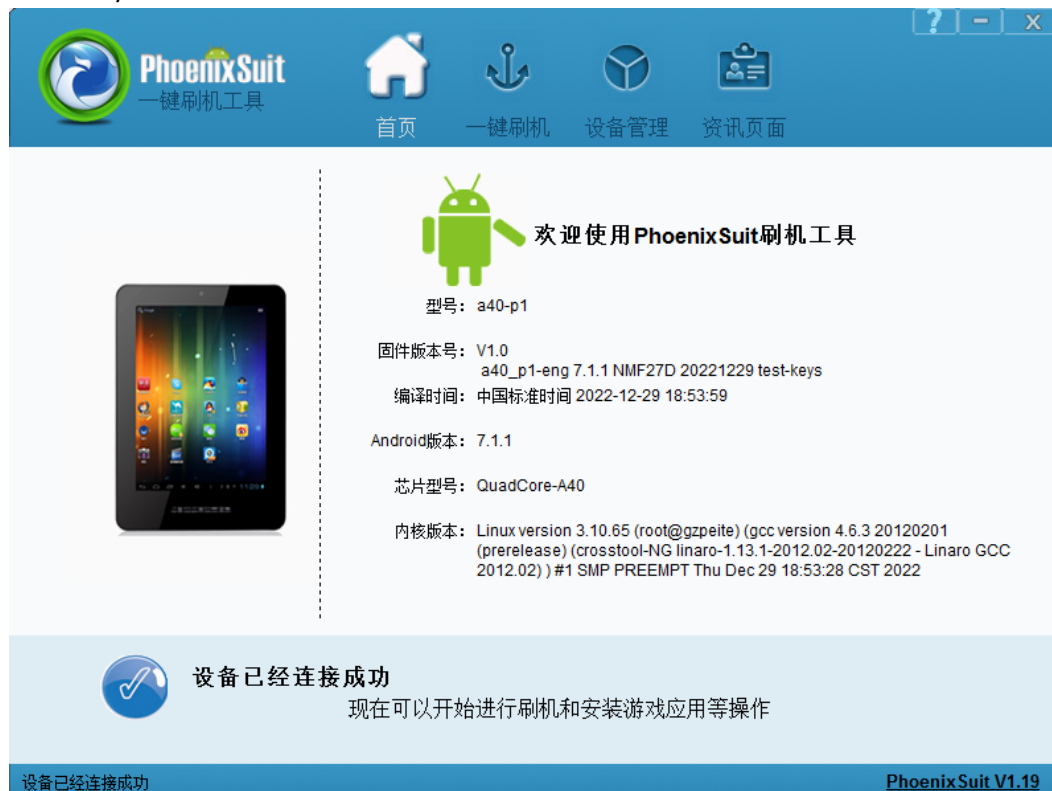 ? - x
PhoenixSuit
一键刷机工具
首页 一键刷机 设备管理 资讯页面
欢迎使用PhoenixSuit刷机工具
型号: a40-p1
固件版本号: V1.0
a40_p1-eng 7.1.1 NMF27D 20221229 test-keys
编译时间: 中国标准时间 2022-12-29 18:53:59
Android版本: 7.1.1
芯片型号: QuadCore-A40
内核版本: Linux version 3.10.65 (root@gzpeite) (gcc version 4.6.3 20120201
(prerelease) (crosstool-NG linaro-1.13.1-2012.02-20120222 - Linaro GCC
2012.02) ) #1 SMP PREEMPT Thu Dec 29 18:53:28 CST 2022
设备已经连接成功
现在可以开始进行刷机和安装游戏应用等操作
设备已经连接成功
PhoenixSuit V1.19